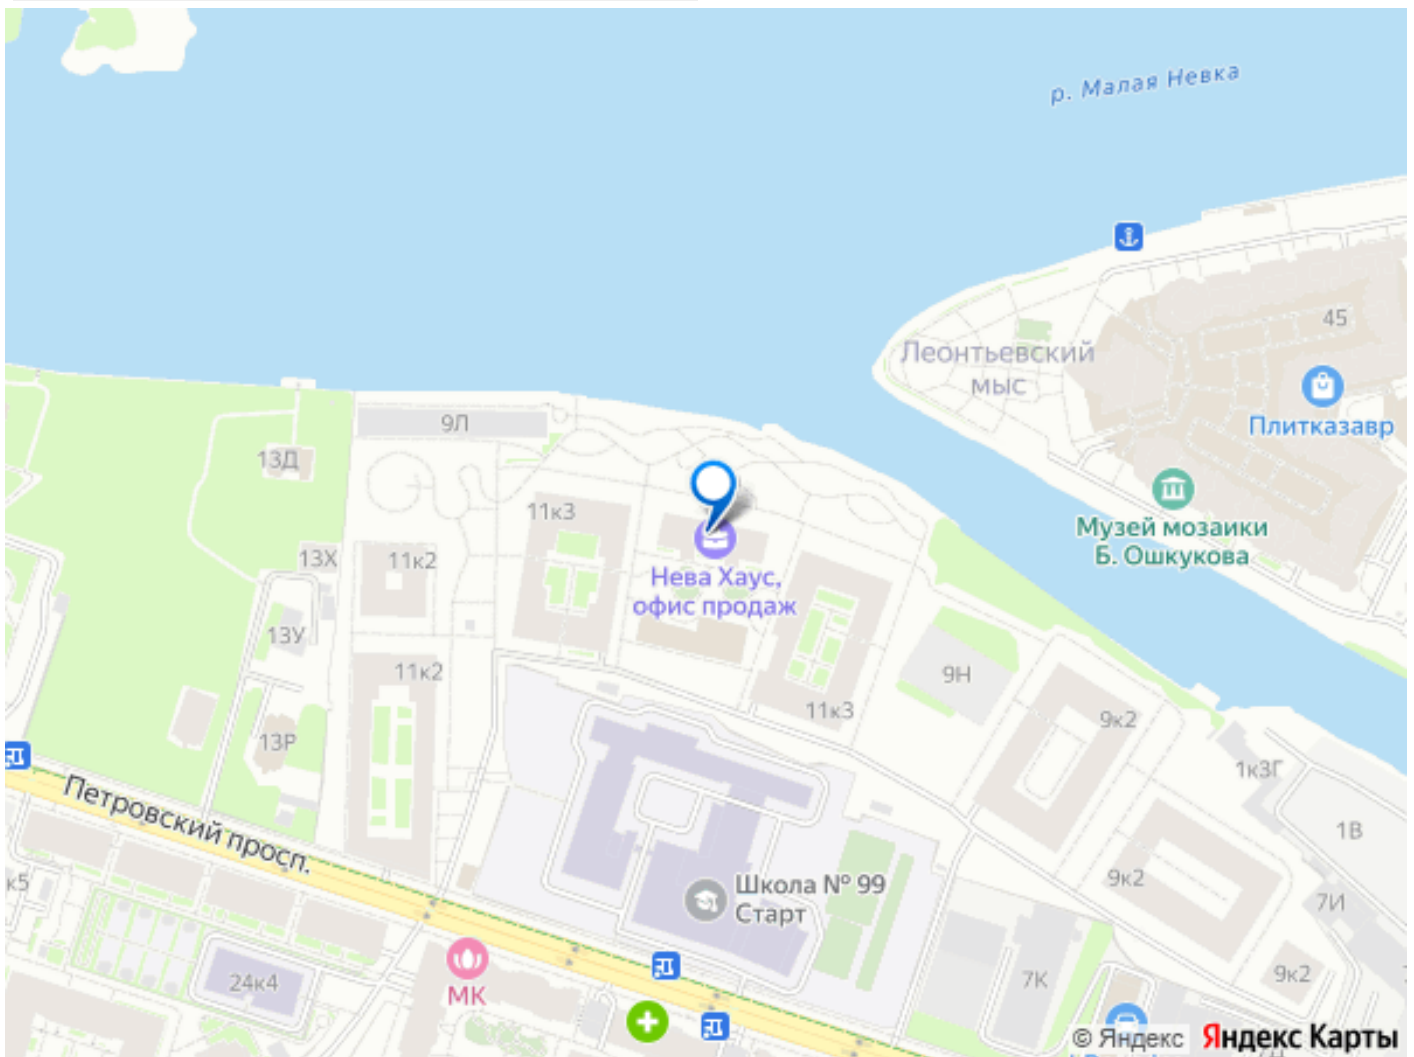 р. Малая Невка
45
Леонтьевский
мыс
Плитказавр
9Л
13Д
Музей мозаики
Б. Ошкукова
11к3
13Х
11к2
Нева Хаус,
офис продаж
13У
11к2
9Н
11к3
9к2
13Р
1к3Г
Петровский просп.
1В
к5
Школа № 99
Старт
9к2
7И
24к4
МК
7К
9к2
© Яндекс
Яндекс Карты